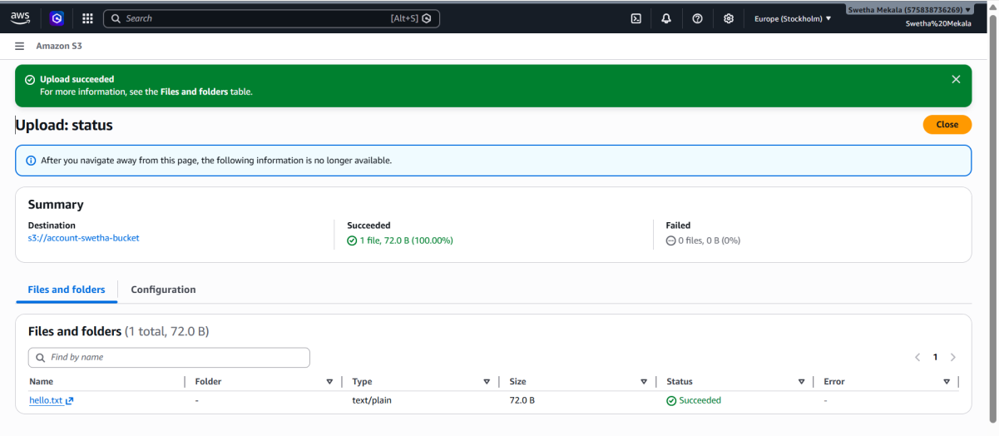 aws
Search [Alt+S] Europe (Stockholm) ▼ Swetha Mekala (575838736269) ▼
Swetha%20Mekala
Amazon S3
Upload succeeded
For more information, see the Files and folders table.
Upload: status
Close
After you navigate away from this page, the following information is no longer available.
Summary
Destination Succeeded Failed
s3://account-swetha-bucket 1 file, 72.0 B (100.00%) 0 files, 0 B (0%)
Files and folders Configuration
Files and folders (1 total, 72.0 B)
Find by name 1
Name Folder Type Size Status Error
hello.txt - text/plain 72.0 B Succeeded -